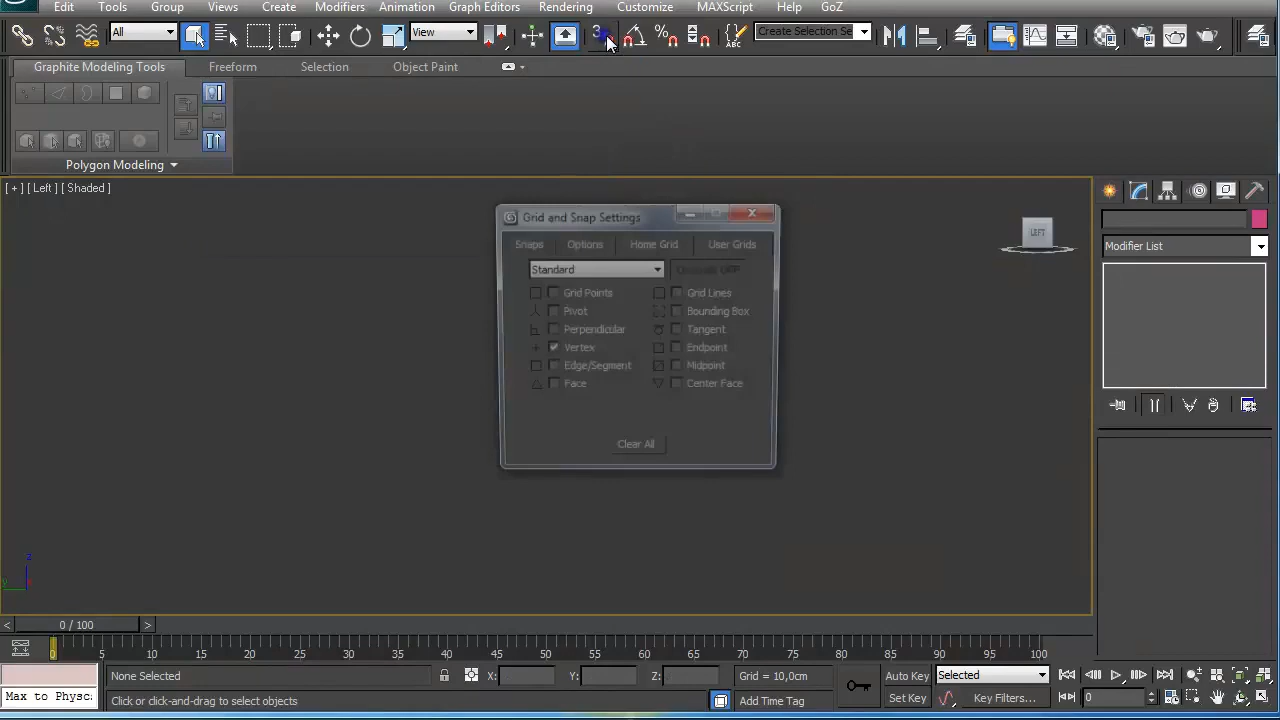 Edit Tools Group Views Create Modifiers Animation Graph Editors Rendering Customize MAXScript Help GoZ
All View 3 Create Selection Se
Graphite Modeling Tools Freeform Selection Object Paint
Polygon Modeling
[ + ] [ Left ] [ Shaded ]
LEFT
Grid and Snap Settings
Snaps Options Home Grid User Grids
Standard
Grid Points Grid Lines
Pivot Bounding Box
Perpendicular Tangent
Vertex Endpoint
Edge/Segment Midpoint
Face Center Face
Clear All
Modifier List
z
y
< 0 / 100 >
0 5 10 15 20 25 30 35 40 45 50 55 60 65 70 75 80 85 90 95 100
None Selected X: Y: Z: Grid = 10,0cm Auto Key Selected
Max to Physc Click or click-and-drag to select objects Add Time Tag Set Key Key Filters... 0